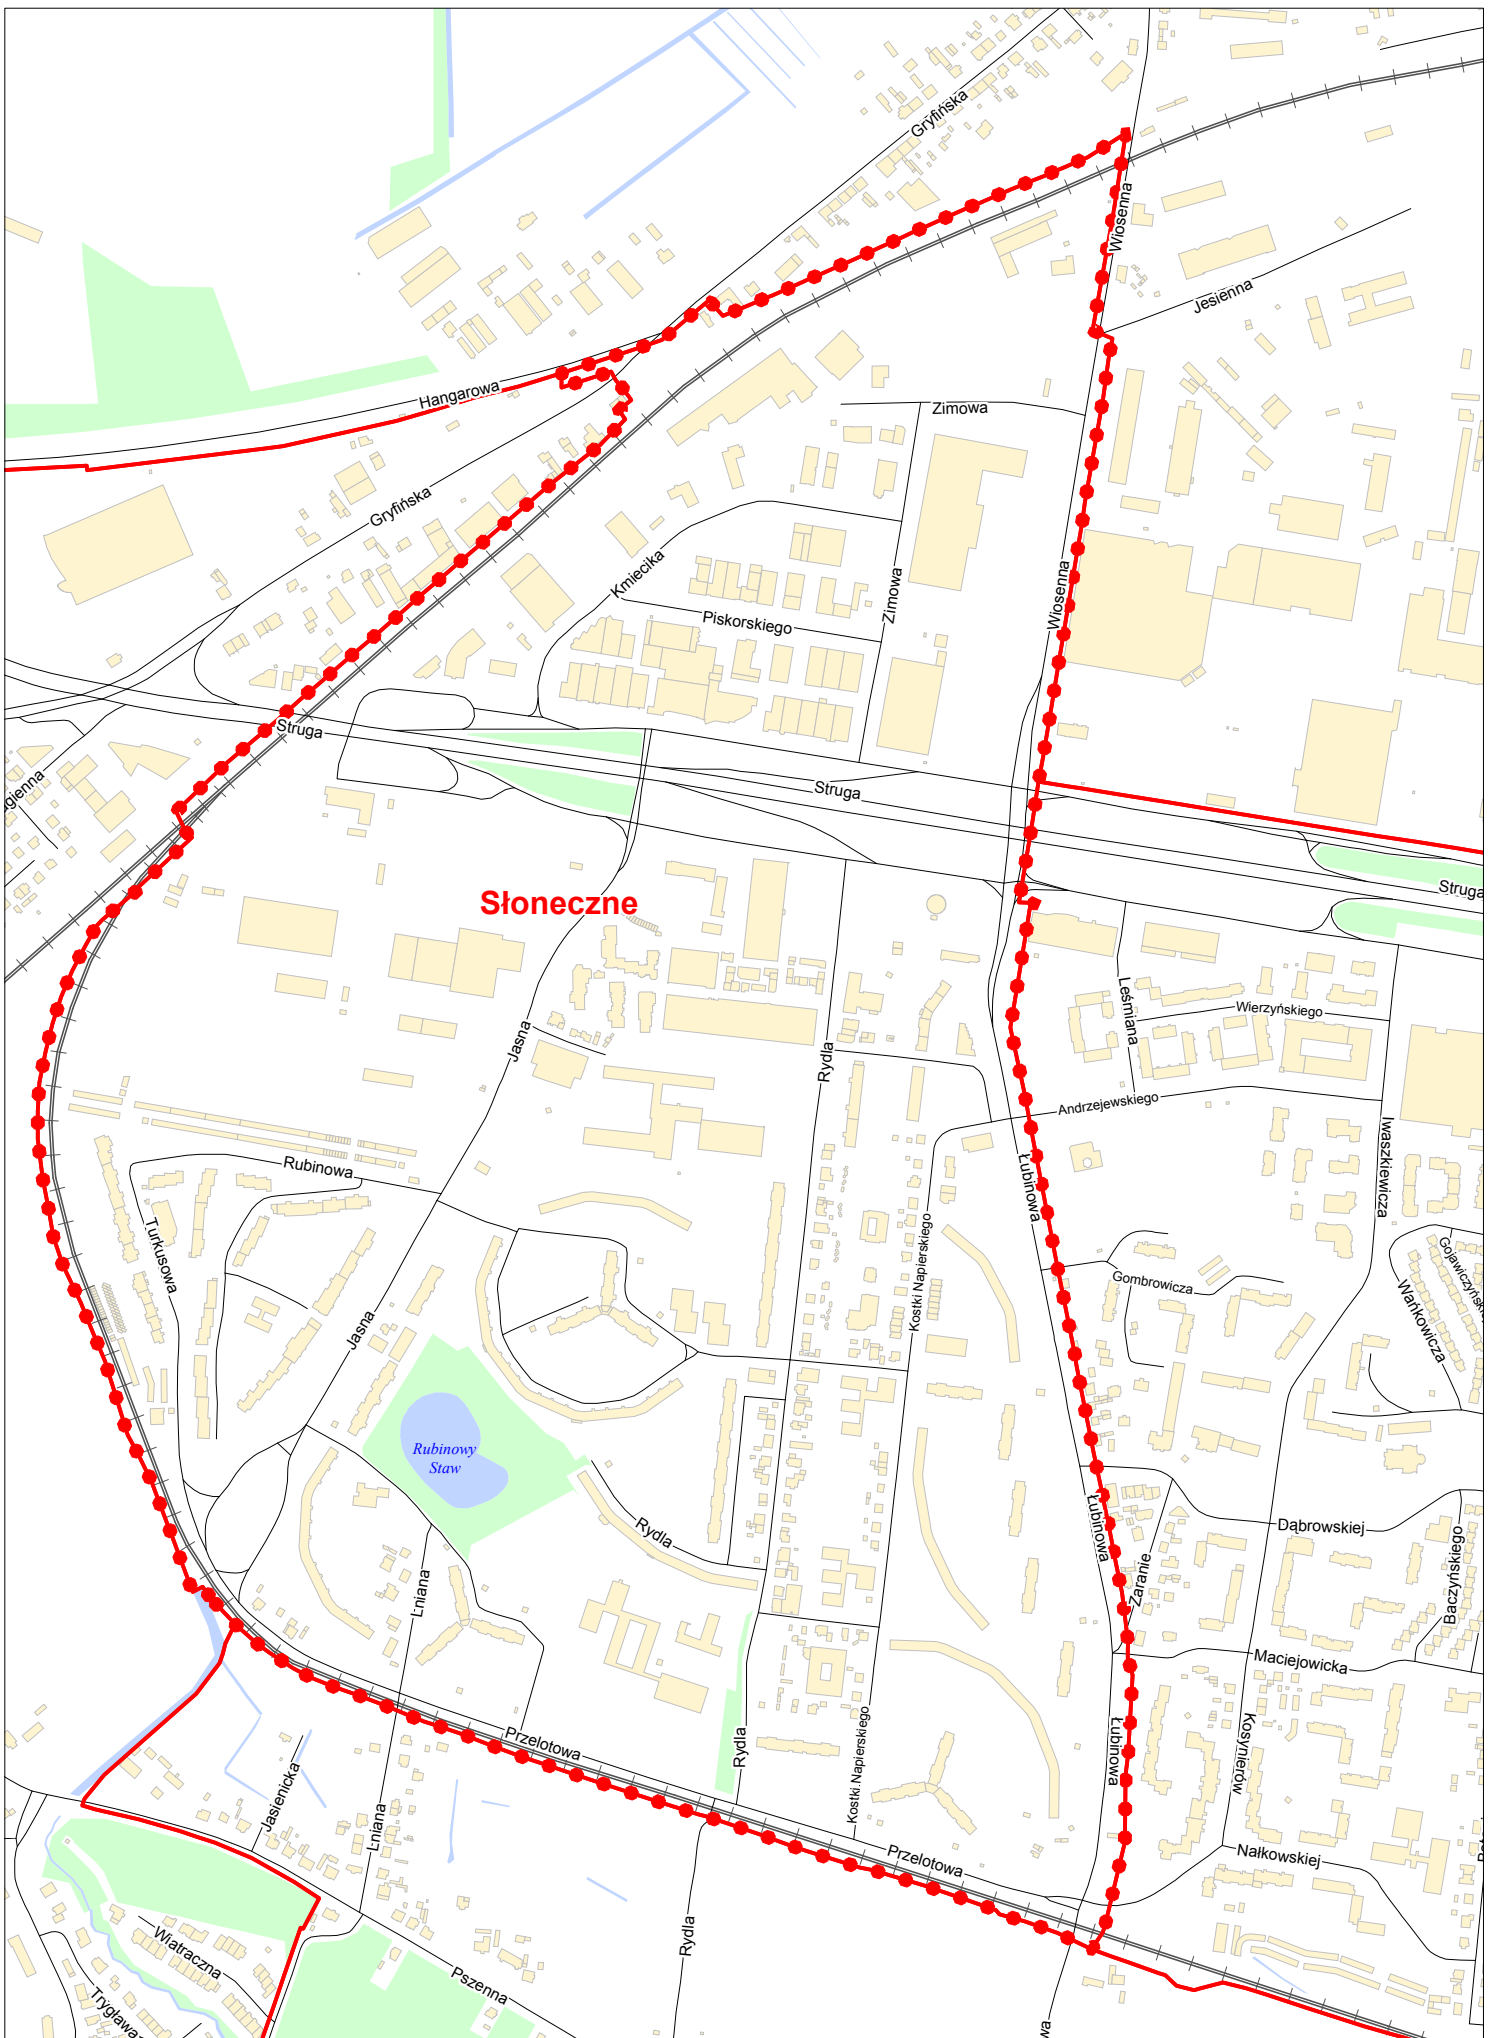 Gryfińska
Wiosenna
Jesienna
Hangarowa
Zimowa
Gryfińska
Kmiecika
Wiosenna
Zimowa
Piskorskiego
Struga
Struga
Struga
Słoneczne
Leśmiana
Wierzyńskiego
Jasna
Rydla
Andrzejewskiego
Iwaszkiewicza
Rubinowa
Łubinowa
Turkusowa
Kostki Napierskiego
Gombrowicza
Wańkowicza
Jasna
Rubinowy
Staw
Rydla
Łubinowa
Dąbrowskiej
Zaranie
Baczyńskiego
Lniana
Maciejowicka
Przelotowa
Rydla
Kostki Napierskiego
Łubinowa
Kosynierów
Jasienicka
Lniana
Przelotowa
Nałkowskiej
Rydla
Wiatraczna
Pszenna